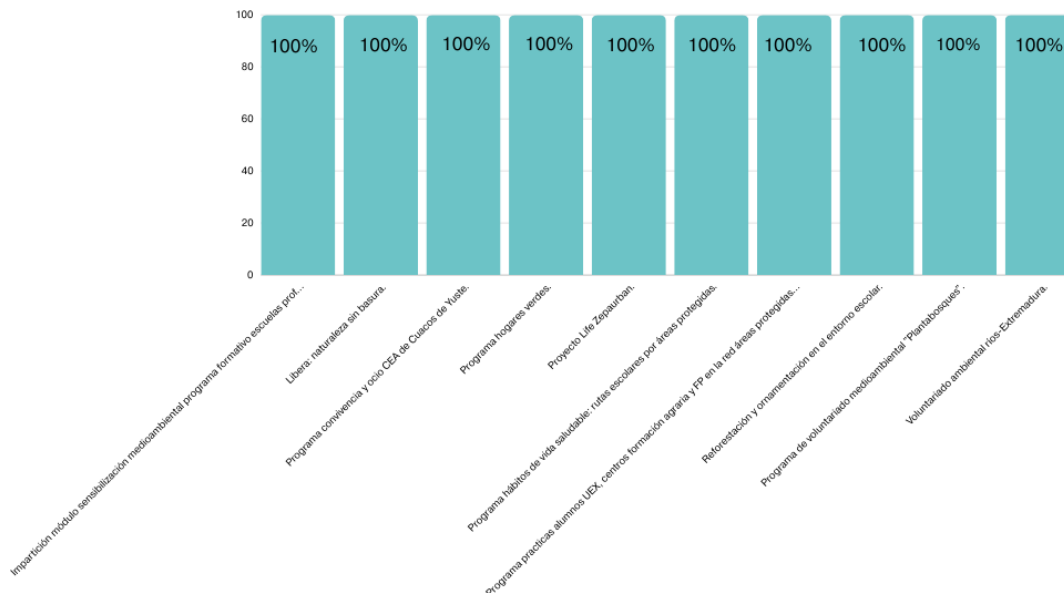 100
80
60
40
20
0
100%
100%
100%
100%
100%
100%
100%
100%
100%
100%
Impartición módulo sensibilización medioambiental programa formativo escuelas prof...
Libera: naturaleza sin basura.
Programa convivencia y ocio CEA de Cuacos de Yuste.
Programa hogares verdes.
Proyecto Life Zepaurban.
Programa hábitos de vida saludable: rutas escolares por áreas protegidas.
Programa practicas alumnos UEX, centros formación agraria y FP en la red áreas protegidas...
Reforestación y ornamentación en el entorno escolar.
Programa de voluntariado medioambiental "Plantabosques".
Voluntariado ambiental ríos-Extremadura.